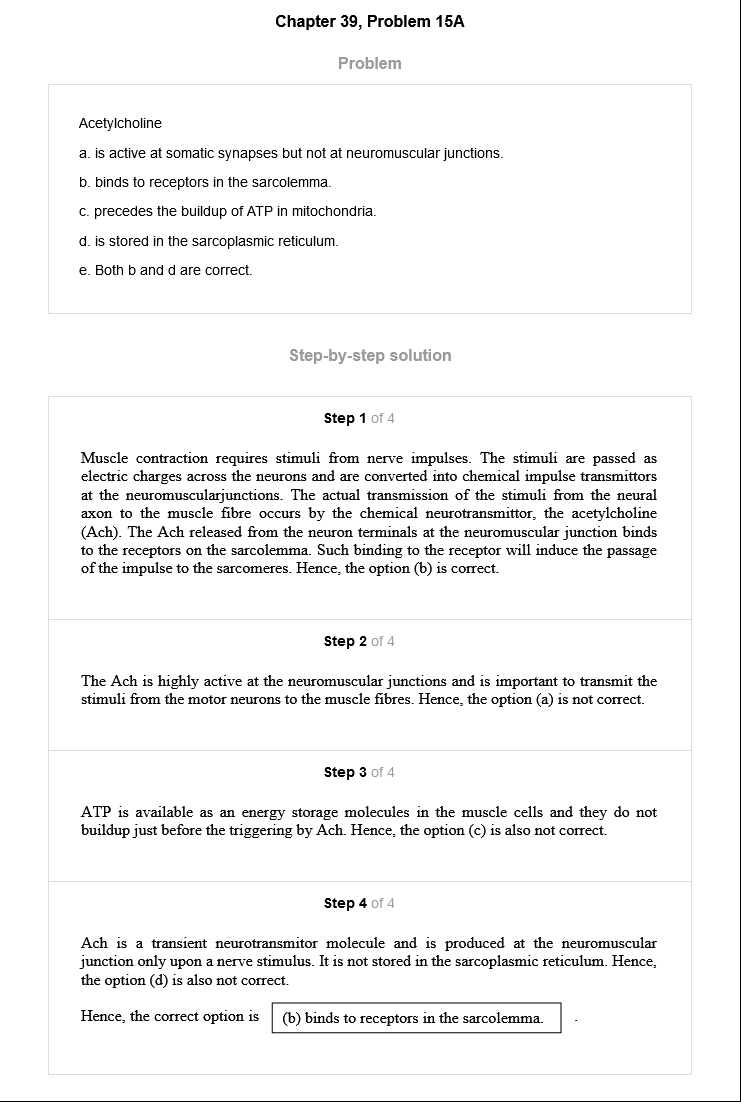 Chapter 39, Problem 15A
Problem
Acetylcholine
a. is active at somatic synapses but not at neuromuscular junctions.
b. binds to receptors in the sarcolemma.
c. precedes the buildup of ATP in mitochondria.
d. is stored in the sarcoplasmic reticulum.
e. Both b and d are correct.
Step-by-step solution
Step 1 of 4
Muscle contraction requires stimuli from nerve impulses. The stimuli are passed as
electric charges across the neurons and are converted into chemical impulse transmittors
at the neuromuscularjunctions. The actual transmission of the stimuli from the neural
axon to the muscle fibre occurs by the chemical neurotransmittor, the acetylcholine
(Ach). The Ach released from the neuron terminals at the neuromuscular junction binds
to the receptors on the sarcolemma. Such binding to the receptor will induce the passage
of the impulse to the sarcomeres. Hence, the option (b) is correct.
Step 2 of 4
The Ach is highly active at the neuromuscular junctions and is important to transmit the
stimuli from the motor neurons to the muscle fibres. Hence, the option (a) is not correct.
Step 3 of 4
ATP is available as an energy storage molecules in the muscle cells and they do not
buildup just before the triggering by Ach. Hence, the option (c) is also not correct.
Step 4 of 4
Ach is a transient neurotransmitor molecule and is produced at the neuromuscular
junction only upon a nerve stimulus. It is not stored in the sarcoplasmic reticulum. Hence,
the option (d) is also not correct.
Hence, the correct option is (b) binds to receptors in the sarcolemma. .